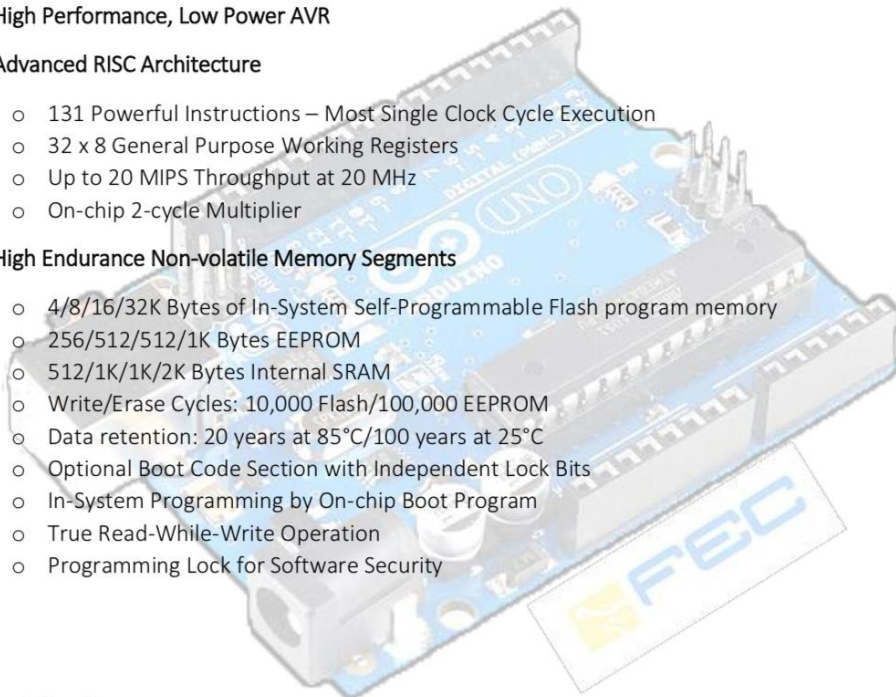 High Performance, Low Power AVR
Advanced RISC Architecture
o 131 Powerful Instructions – Most Single Clock Cycle Execution
o 32 x 8 General Purpose Working Registers
o Up to 20 MIPS Throughput at 20 MHz
o On-chip 2-cycle Multiplier
High Endurance Non-volatile Memory Segments
o 4/8/16/32K Bytes of In-System Self-Programmable Flash program memory
o 256/512/512/1K Bytes EEPROM
o 512/1K/1K/2K Bytes Internal SRAM
o Write/Erase Cycles: 10,000 Flash/100,000 EEPROM
o Data retention: 20 years at 85°C/100 years at 25°C
o Optional Boot Code Section with Independent Lock Bits
o In-System Programming by On-chip Boot Program
o True Read-While-Write Operation
o Programming Lock for Software Security
DIGITAL (PWM~)
UNO
ARDUINO
FEC